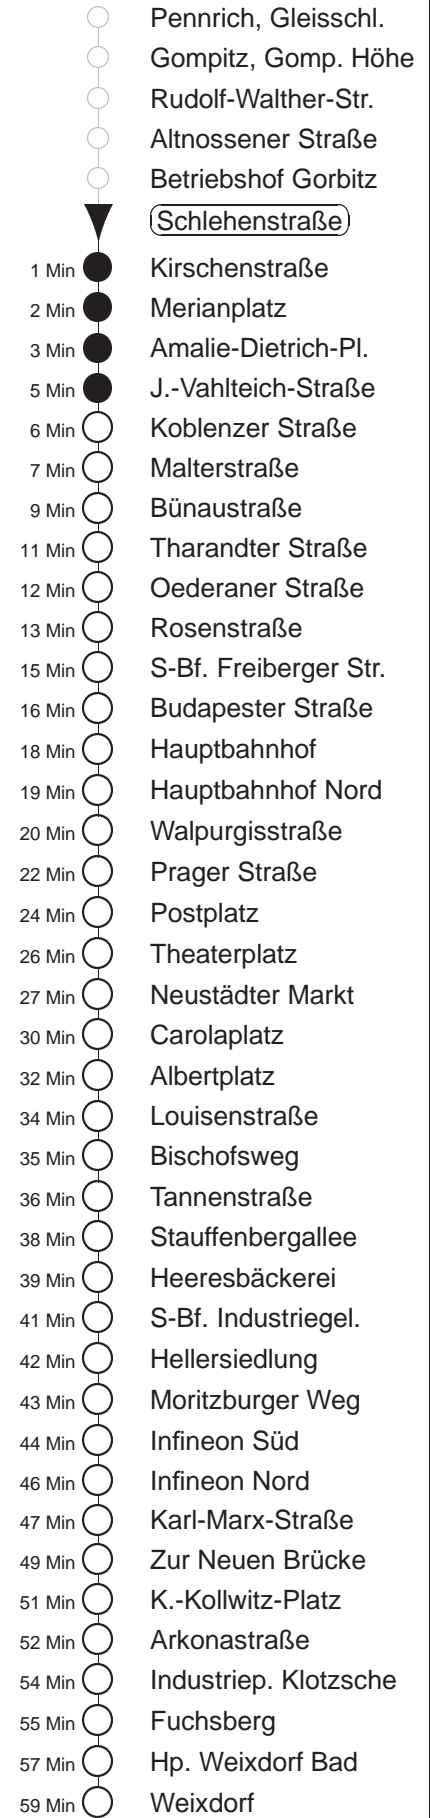 Pennrich, Gleisschl.
Gompitz, Gomp. Höhe
Rudolf-Walther-Str.
Altnossener Straße
Betriebshof Gorbitz
Schlehenstraße
1 Min Kirschenstraße
2 Min Merianplatz
3 Min Amalie-Dietrich-Pl.
5 Min J.-Vahlteich-Straße
6 Min Koblenzer Straße
7 Min Malterstraße
9 Min Bünaustraße
11 Min Tharandter Straße
12 Min Oederaner Straße
13 Min Rosenstraße
15 Min S-Bf. Freiberger Str.
16 Min Budapester Straße
18 Min Hauptbahnhof
19 Min Hauptbahnhof Nord
20 Min Walpurgisstraße
22 Min Prager Straße
24 Min Postplatz
26 Min Theaterplatz
27 Min Neustädter Markt
30 Min Carolaplatz
32 Min Albertplatz
34 Min Louisenstraße
35 Min Bischofsweg
36 Min Tannenstraße
38 Min Stauffenbergallee
39 Min Heeresbäckerei
41 Min S-Bf. Industriegel.
42 Min Hellersiedlung
43 Min Moritzburger Weg
44 Min Infineon Süd
46 Min Infineon Nord
47 Min Karl-Marx-Straße
49 Min Zur Neuen Brücke
51 Min K.-Kollwitz-Platz
52 Min Arkonastraße
54 Min Industriep. Klotzsche
55 Min Fuchsberg
57 Min Hp. Weixdorf Bad
59 Min Weixdorf